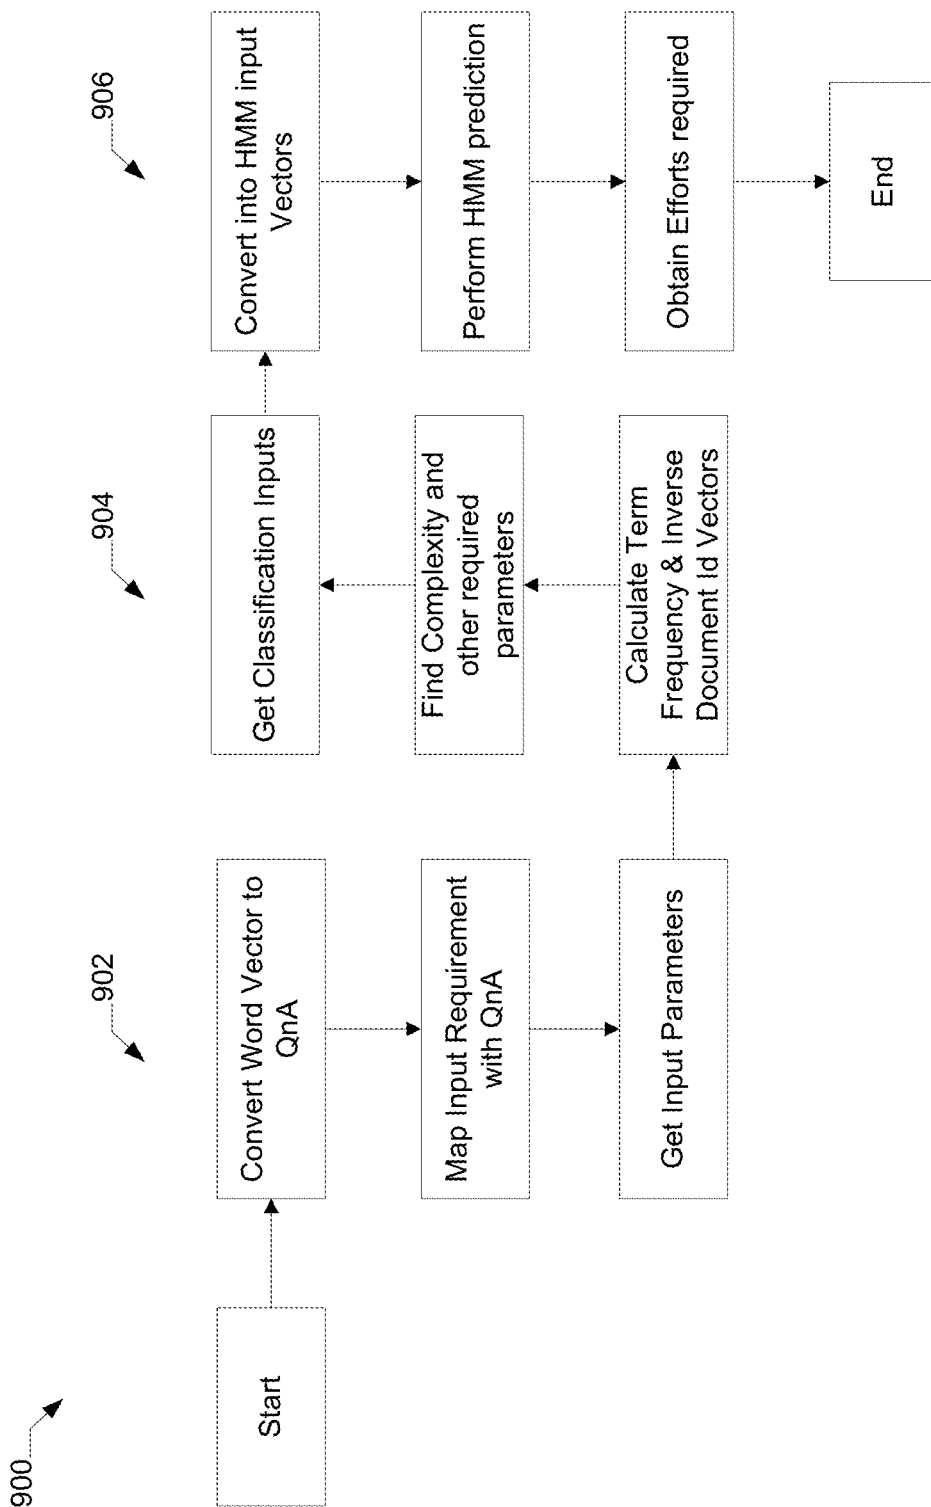 900
Start
902
Convert Word Vector to
QnA
Map Input Requirement
with QnA
Get Input Parameters
904
Calculate Term
Frequency & Inverse
Document Id Vectors
Find Complexity and
other required
parameters
Get Classification Inputs
906
Convert into HMM input
Vectors
Perform HMM prediction
Obtain Efforts required
End